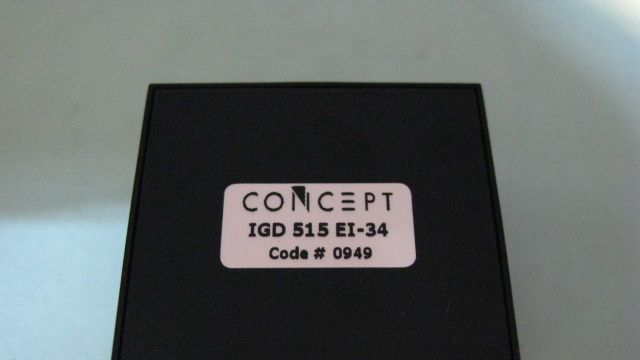 CONCEPT
IGD 515 EI-34
Code # 0949